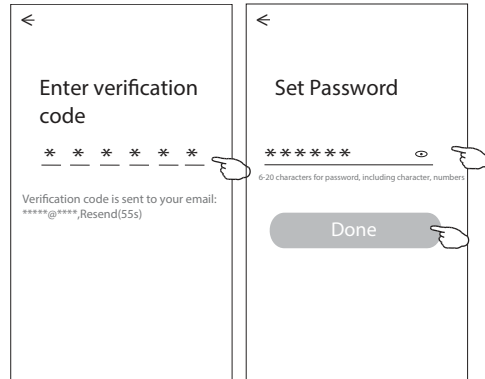 Enter verification
code
* * * * * *
Verification code is sent to your email:
*****@****,Resend(55s)
Set Password
******
6-20 characters for password, including character, numbers
Done